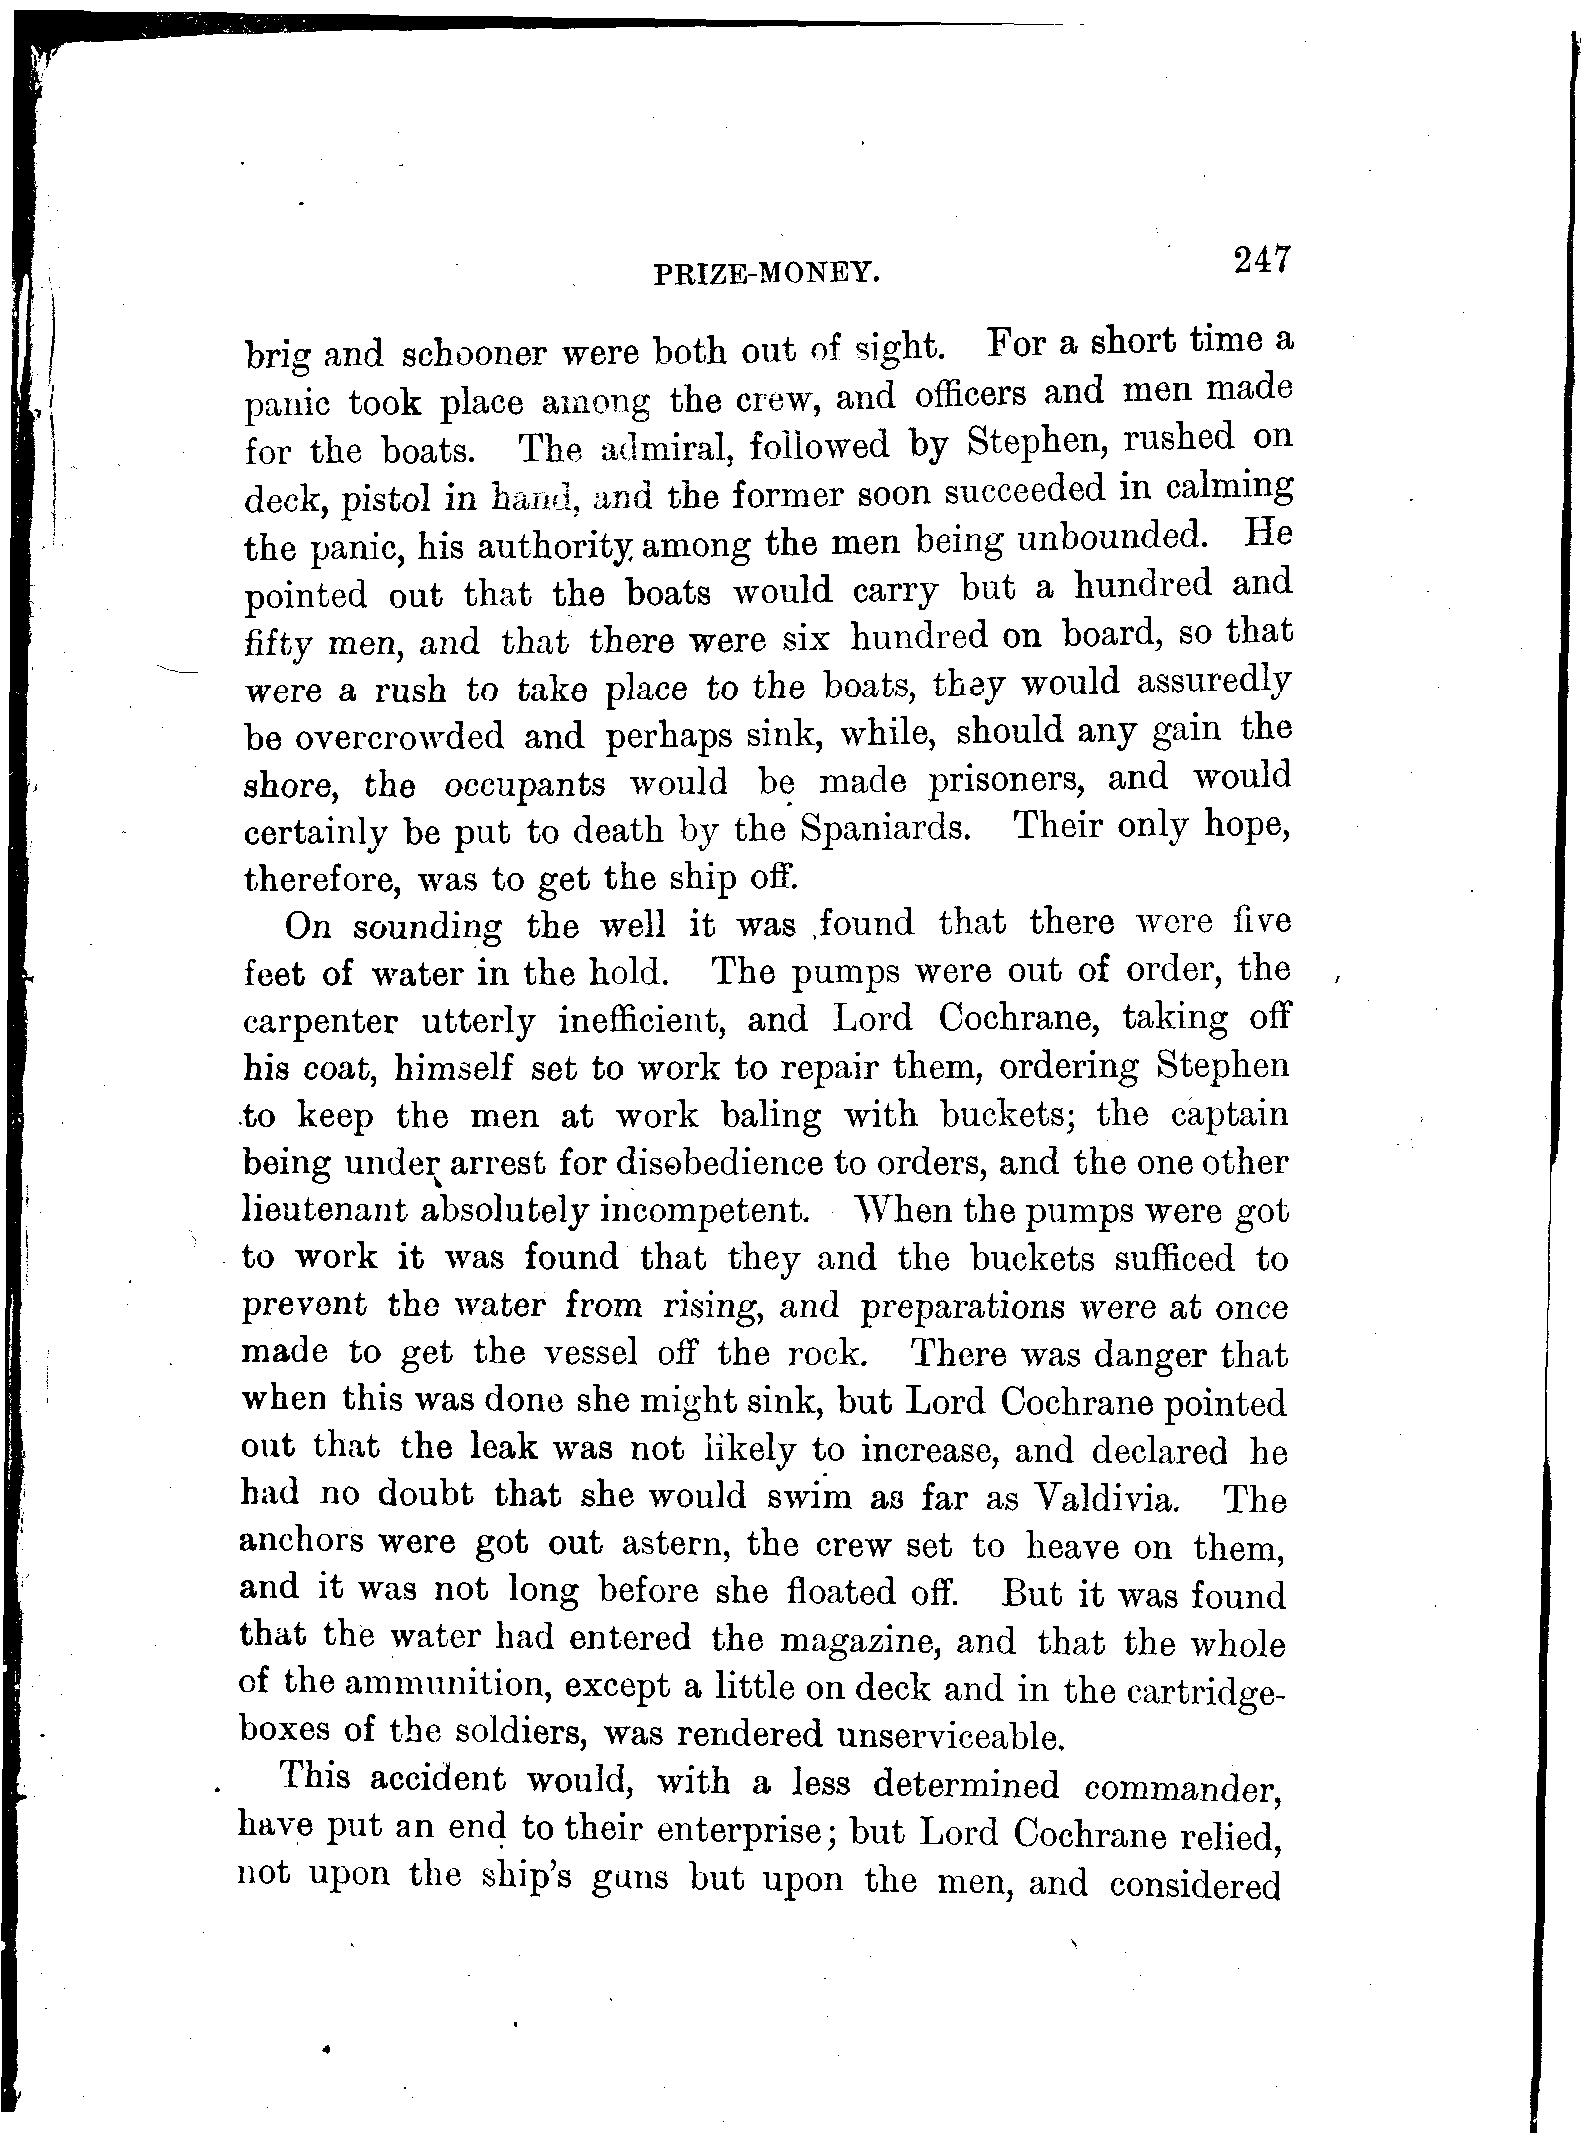 PRIZE-MONEY. 247
brig and schooner were both out of sight. For a short time a
panic took place among the crew, and officers and men made
for the boats. The admiral, followed by Stephen, rushed on
deck, pistol in hand, and the former soon succeeded in calming
the panic, his authority among the men being unbounded. He
pointed out that the boats would carry but a hundred and
fifty men, and that there were six hundred on board, so that
were a rush to take place to the boats, they would assuredly
be overcrowded and perhaps sink, while, should any gain the
shore, the occupants would be made prisoners, and would
certainly be put to death by the Spaniards. Their only hope,
therefore, was to get the ship off.
On sounding the well it was found that there were five
feet of water in the hold. The pumps were out of order, the
carpenter utterly inefficient, and Lord Cochrane, taking off
his coat, himself set to work to repair them, ordering Stephen
to keep the men at work baling with buckets; the captain
being under arrest for disobedience to orders, and the one other
lieutenant absolutely incompetent. When the pumps were got
to work it was found that they and the buckets sufficed to
prevent the water from rising, and preparations were at once
made to get the vessel off the rock. There was danger that
when this was done she might sink, but Lord Cochrane pointed
out that the leak was not likely to increase, and declared he
had no doubt that she would swim as far as Valdivia. The
anchors were got out astern, the crew set to heave on them,
and it was not long before she floated off. But it was found
that the water had entered the magazine, and that the whole
of the ammunition, except a little on deck and in the cartridge-
boxes of the soldiers, was rendered unserviceable.
This accident would, with a less determined commander,
have put an end to their enterprise; but Lord Cochrane relied,
not upon the ship's guns but upon the men, and considered